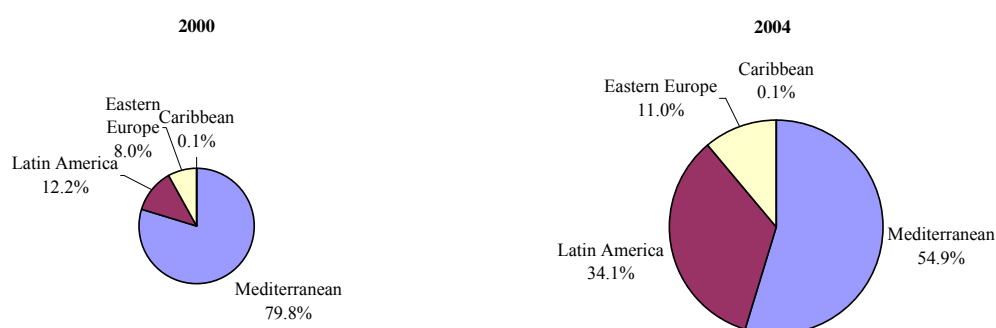 2000
Eastern
Europe
8.0%
Caribbean
0.1%
Latin America
12.2%
Mediterranean
79.8%
2004
Caribbean
0.1%
Eastern Europe
11.0%
Mediterranean
54.9%
Latin America
34.1%